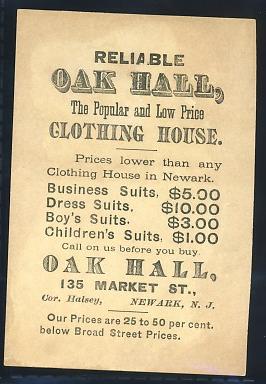 RELIABLE
OAK HALL,
The Popular and Low Price
CLOTHING HOUSE.
Prices lower than any
Clothing House in Newark.
Business Suits, $5.00
Dress Suits, $10.00
Boy's Suits, $3.00
Children's Suits, $1.00
Call on us before you buy.
OAK HALL,
135 MARKET ST.,
Cor. Halsey, NEWARK, N. J.
Our Prices are 25 to 50 per cent.
below Broad Street Prices.